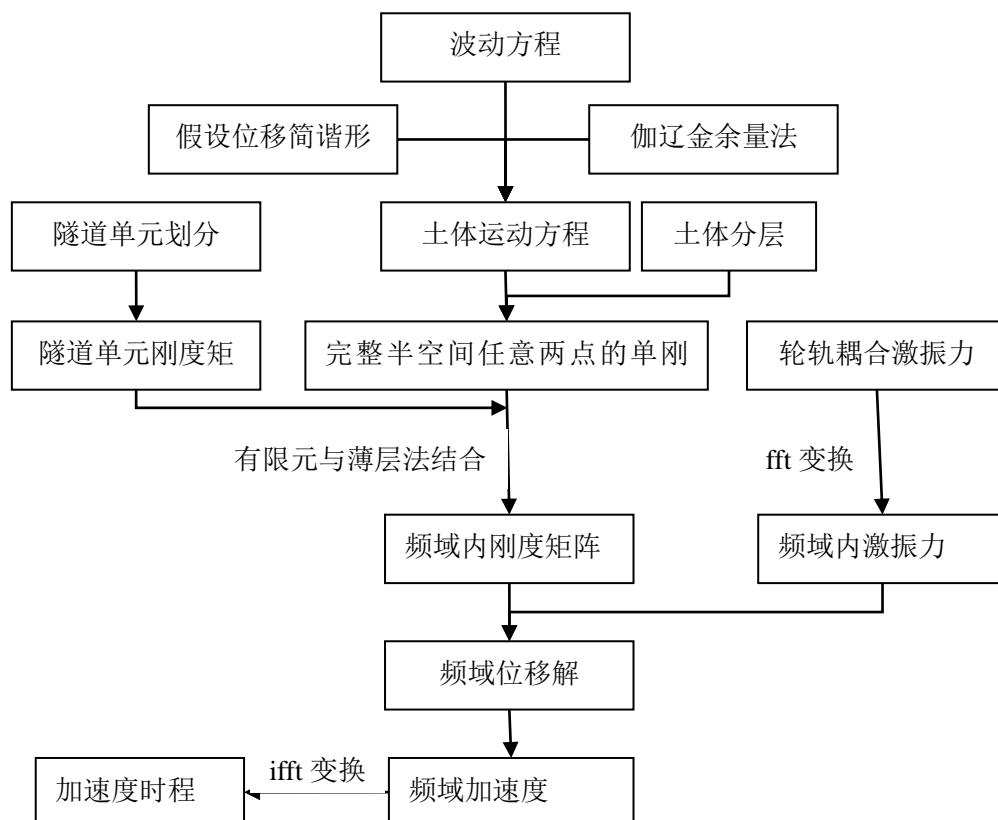 波动方程
假设位移简谐形
伽辽金余量法
隧道单元划分
土体运动方程
土体分层
隧道单元刚度矩
完整半空间任意两点的单刚
轮轨耦合激振力
有限元与薄层法结合
fft 变换
频域内刚度矩阵
频域内激振力
频域位移解
ifft 变换
加速度时程
频域加速度